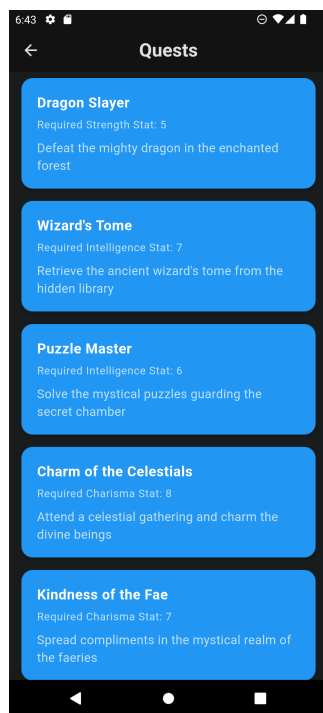 6:43
Quests
Dragon Slayer
Required Strength Stat: 5
Defeat the mighty dragon in the enchanted
forest
Wizard's Tome
Required Intelligence Stat: 7
Retrieve the ancient wizard's tome from the
hidden library
Puzzle Master
Required Intelligence Stat: 6
Solve the mystical puzzles guarding the
secret chamber
Charm of the Celestials
Required Charisma Stat: 8
Attend a celestial gathering and charm the
divine beings
Kindness of the Fae
Required Charisma Stat: 7
Spread compliments in the mystical realm of
the faeries